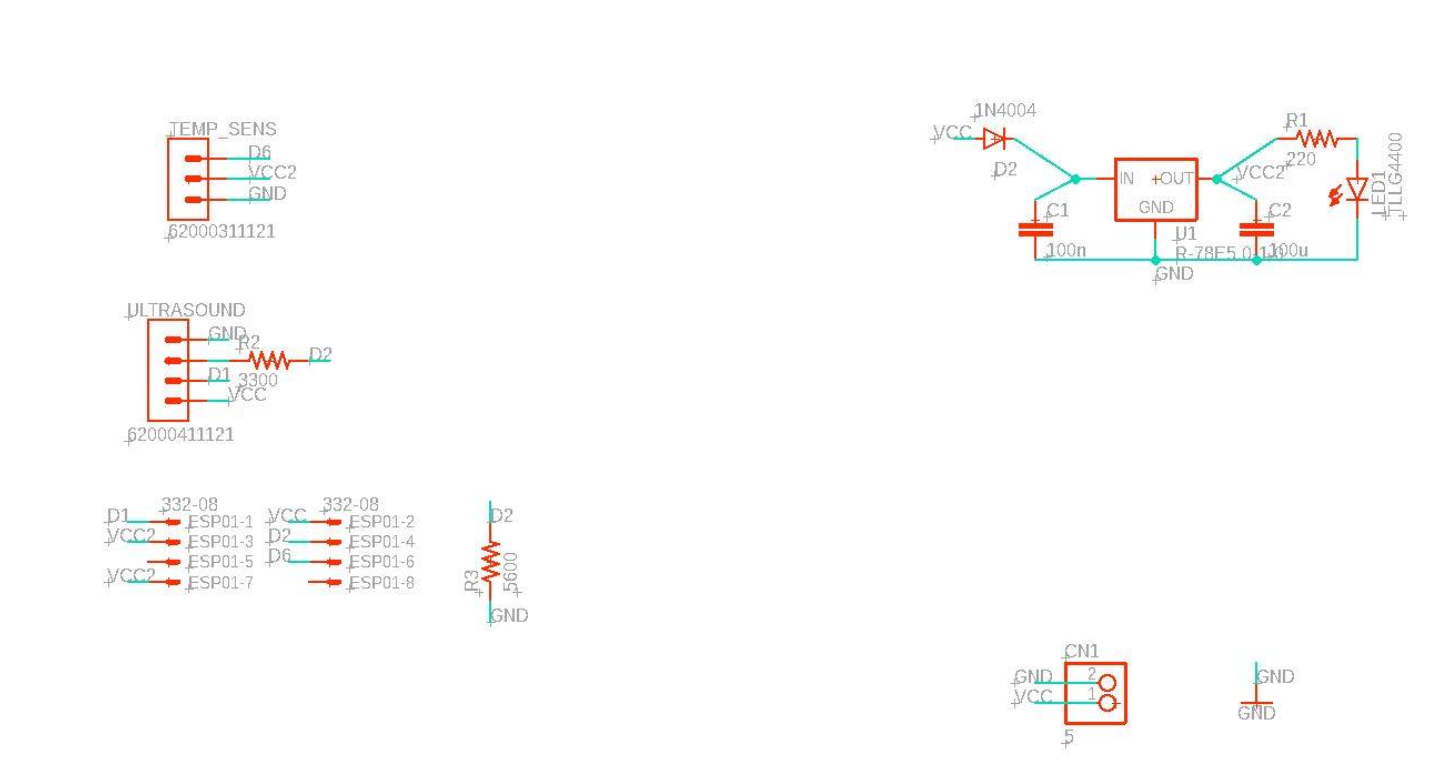 TEMP_SENS
D6
VCC2
GND
62000311121
ULTRASOUND
GND
R2
D2
D1
3300
VCC
62000411121
332-08
D1
ESP01-1
VCC2
ESP01-3
ESP01-5
VCC2
ESP01-7
332-08
VCC
ESP01-2
D2
ESP01-4
D6
ESP01-6
ESP01-8
D2
R3
5600
GND
1N4004
VCC
D2
IN
OUT
GND
C1
100n
U1
R-78E5.0-1.0
GND
VCC2
R1
220
C2
100u
LED1
TLLG4400
CN1
GND
2
VCC
1
5
GND
GND